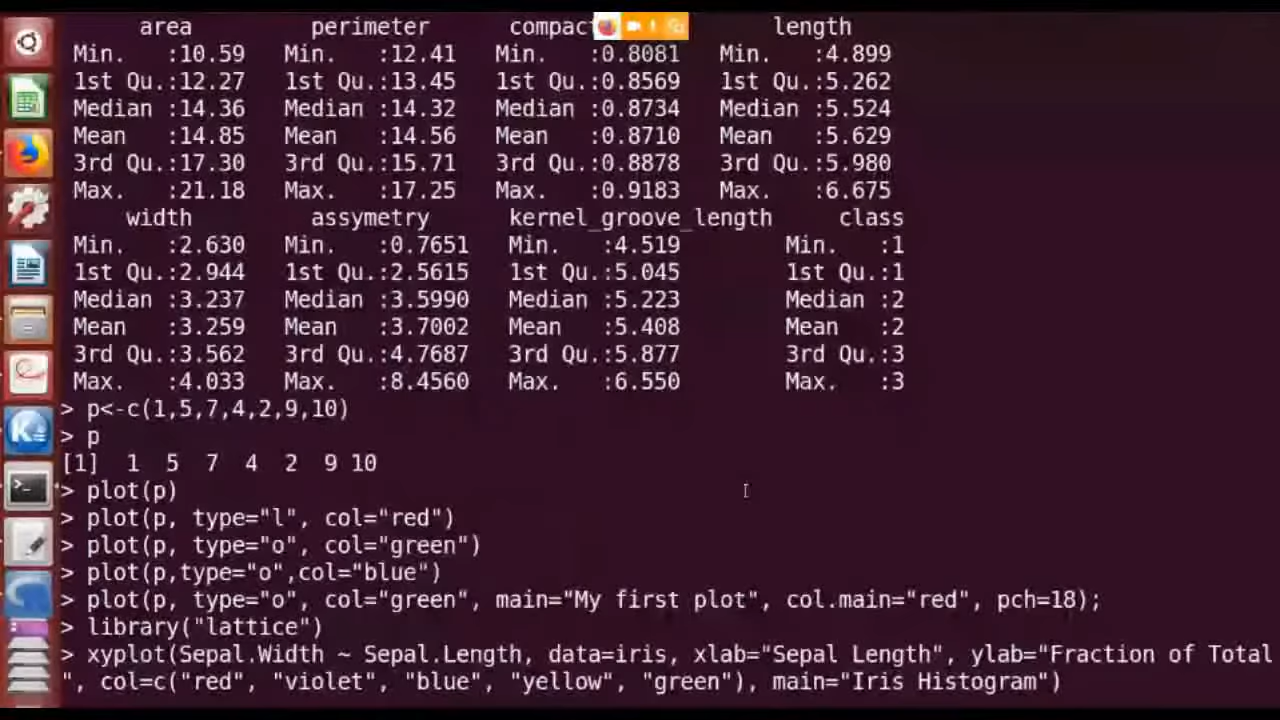 area perimeter compac length
Min. :10.59 Min. :12.41 Min. :0.8081 Min. :4.899
1st Qu.:12.27 1st Qu.:13.45 1st Qu.:0.8569 1st Qu.:5.262
Median :14.36 Median :14.32 Median :0.8734 Median :5.524
Mean :14.85 Mean :14.56 Mean :0.8710 Mean :5.629
3rd Qu.:17.30 3rd Qu.:15.71 3rd Qu.:0.8878 3rd Qu.:5.980
Max. :21.18 Max. :17.25 Max. :0.9183 Max. :6.675
width assymetry kernel_groove_length class
Min. :2.630 Min. :0.7651 Min. :4.519 Min. :1
1st Qu.:2.944 1st Qu.:2.5615 1st Qu.:5.045 1st Qu.:1
Median :3.237 Median :3.5990 Median :5.223 Median :2
Mean :3.259 Mean :3.7002 Mean :5.408 Mean :2
3rd Qu.:3.562 3rd Qu.:4.7687 3rd Qu.:5.877 3rd Qu.:3
Max. :4.033 Max. :8.4560 Max. :6.550 Max. :3
> p<-c(1,5,7,4,2,9,10)
> p
[1] 1 5 7 4 2 9 10
> plot(p)
> plot(p, type="l", col="red")
> plot(p, type="o", col="green")
> plot(p,type="o",col="blue")
> plot(p, type="o", col="green", main="My first plot", col.main="red", pch=18);
> library("lattice")
> xyplot(Sepal.Width ~ Sepal.Length, data=iris, xlab="Sepal Length", ylab="Fraction of Total
", col=c("red", "violet", "blue", "yellow", "green"), main="Iris Histogram")